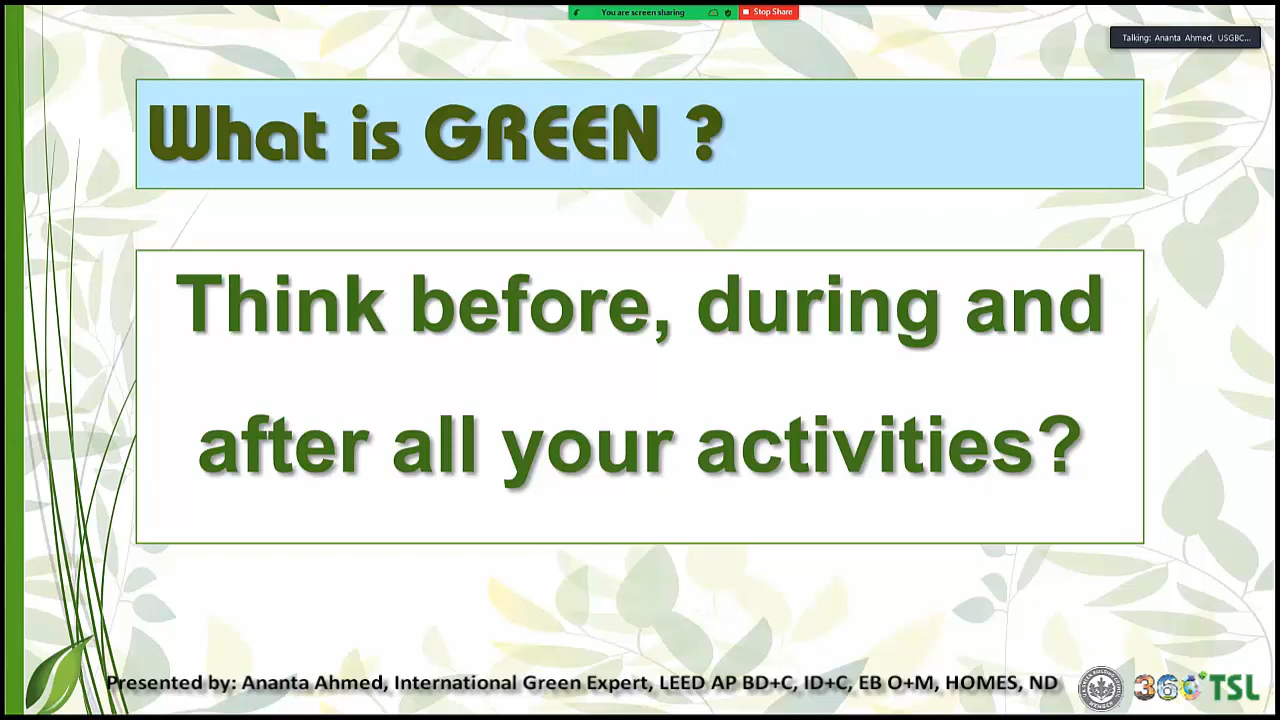 You are screen sharing
Stop Share
Talking: Ananta Ahmed, USGBC...
What is GREEN ?
Think before, during and
after all your activities?
Presented by: Ananta Ahmed, International Green Expert, LEED AP BD+C, ID+C, EB O+M, HOMES, ND
360 TSL